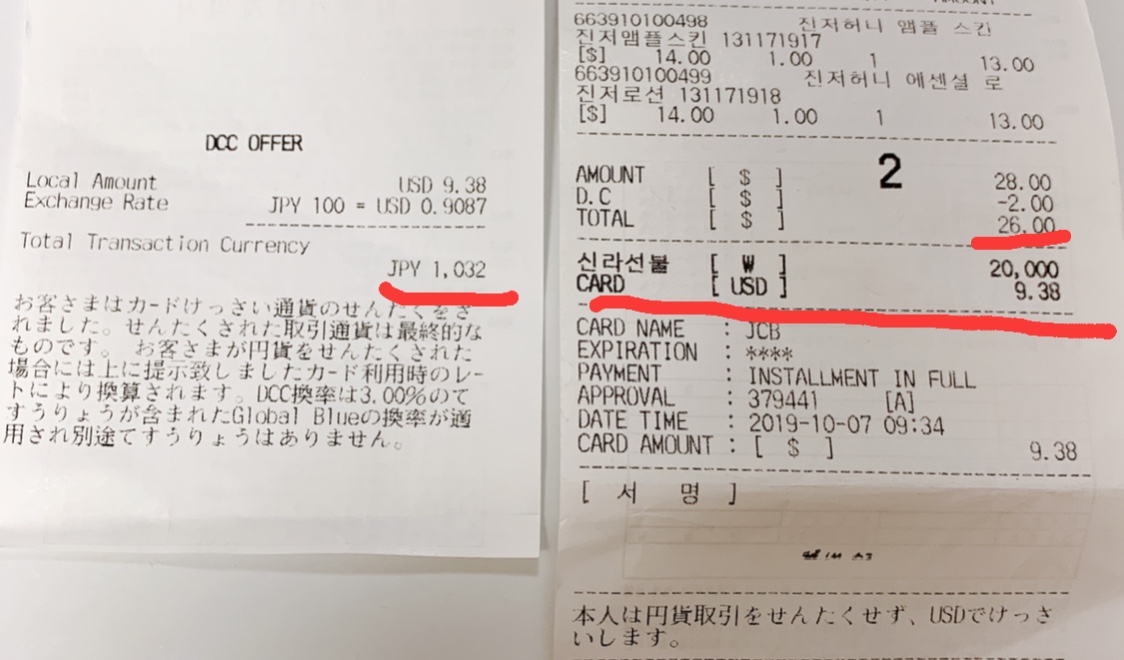 DCC OFFER
Local Amount USD 9.38
Exchange Rate JPY 100 = USD 0.9087
Total Transaction Currency
JPY 1,032
お客さまはカードけっさい通貨のせんたくをさ
れました。せんたくされた取引通貨は最終的な
ものです。 お客さまが円貨をせんたくされた
場合には上に提示致しましたカード利用時のレー
トにより換算されます。DCC換率は3.00%のて
すうりょうが含まれたGlobal Blueの換率が適
用され別途てすうりょうはありません。
663910100498 진저허니 앰플 스킨
진저앰플스킨 131171917
[$] 14.00 1.00 1 13.00
663910100499 진저허니 에센셜 로
진저로션 131171918
[$] 14.00 1.00 1 13.00
2
AMOUNT [ $ ] 28.00
D.C [ $ ] -2.00
TOTAL [ $ ] 26.00
신라선불 [ ₩ ] 20,000
CARD [ USD ] 9.38
CARD NAME : JCB
EXPIRATION : ****
PAYMENT : INSTALLMENT IN FULL
APPROVAL : 379441 [A]
DATE TIME : 2019-10-07 09:34
CARD AMOUNT : [ $ ] 9.38
[ 서 명 ]
本人は円貨取引をせんたくせず、USDでけっさ
いします。